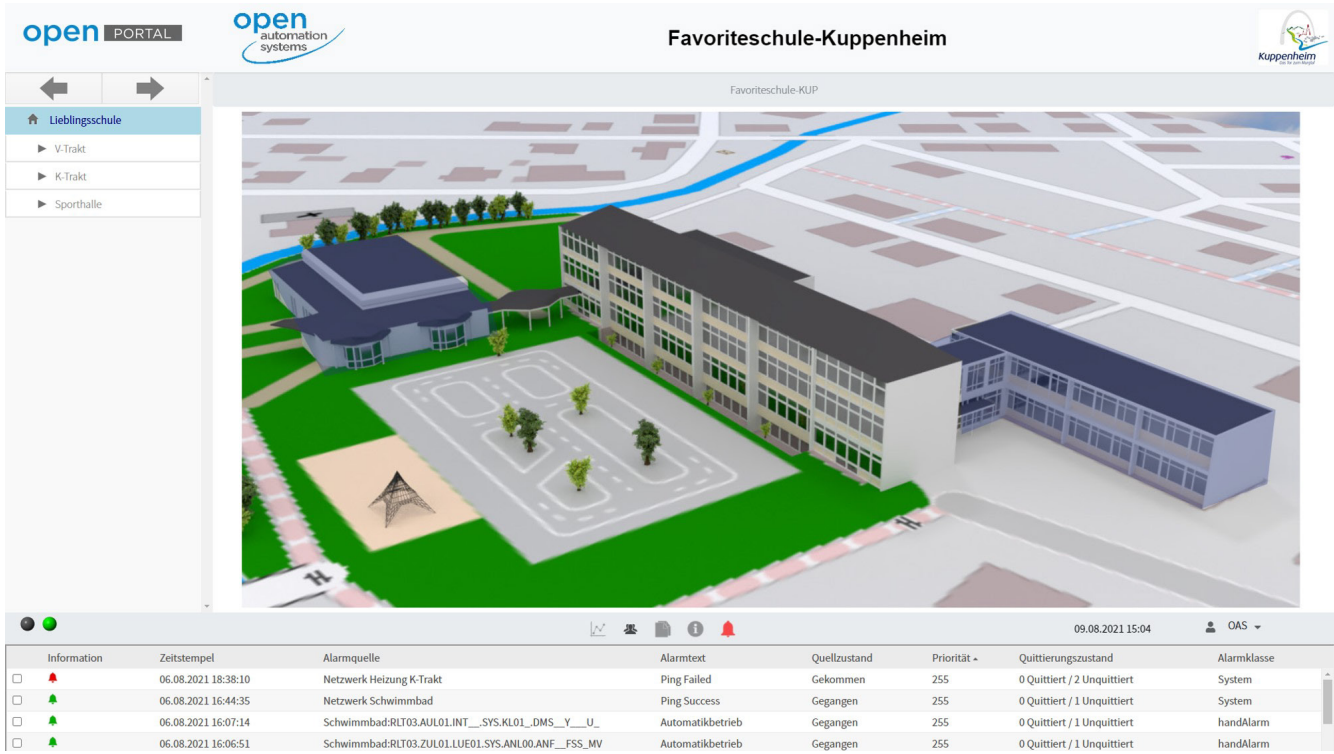 open PORTAL
open
automation
systems
Favoriteschule-Kuppenheim
Kuppenheim
Favoriteschule-KUP
Lieblingsschule
V-Trakt
K-Trakt
Sporthalle
H
H
09.08.2021 15:04
OAS
Information Zeitstempel Alarmquelle Alarmtext Quellzustand Priorität Quittierungszustand Alarmklasse
06.08.2021 18:38:10 Netzwerk Heizung K-Trakt Ping Failed Gekommen 255 0 Quittiert / 2 Unquittiert System
06.08.2021 16:44:35 Netzwerk Schwimmbad Ping Success Gegangen 255 0 Quittiert / 1 Unquittiert System
06.08.2021 16:07:14 Schwimmbad:RLT03.AUL01.INT__.SYS.KL01_.DMS__Y___U_ Automatikbetrieb Gegangen 255 0 Quittiert / 1 Unquittiert handAlarm
06.08.2021 16:06:51 Schwimmbad:RLT03.ZUL01.LUE01.SYS.ANL00.ANF__FSS_MV Automatikbetrieb Gegangen 255 0 Quittiert / 1 Unquittiert handAlarm